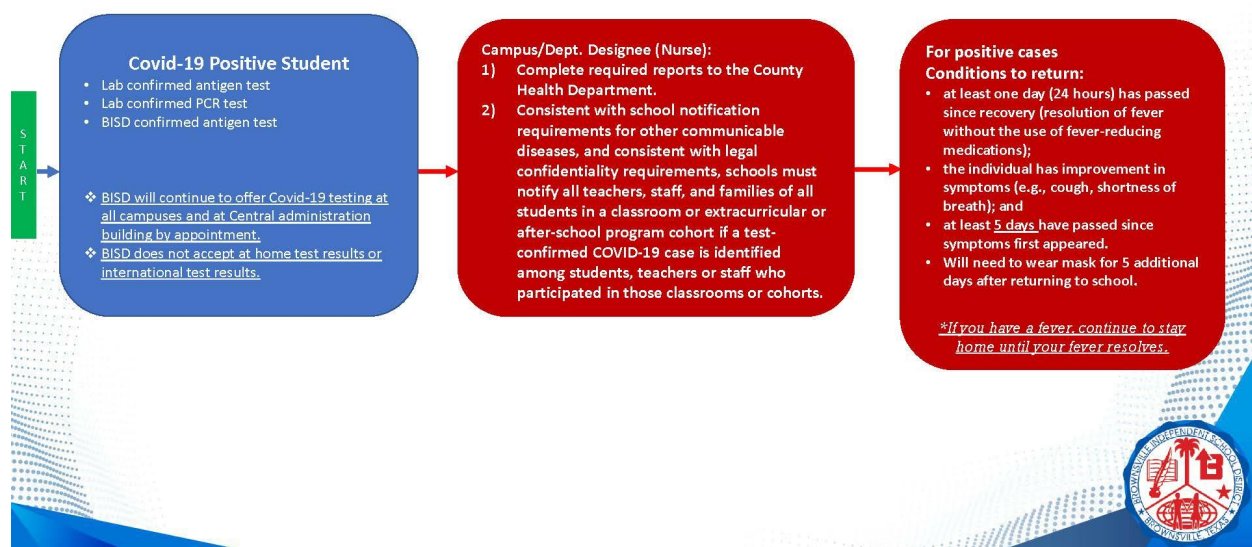 START
Covid-19 Positive Student
• Lab confirmed antigen test
• Lab confirmed PCR test
• BISD confirmed antigen test
❖ BISD will continue to offer Covid-19 testing at
all campuses and at Central administration
building by appointment.
❖ BISD does not accept at home test results or
international test results.
Campus/Dept. Designee (Nurse):
1) Complete required reports to the County
Health Department.
2) Consistent with school notification
requirements for other communicable
diseases, and consistent with legal
confidentiality requirements, schools must
notify all teachers, staff, and families of all
students in a classroom or extracurricular or
after-school program cohort if a test-
confirmed COVID-19 case is identified
among students, teachers or staff who
participated in those classrooms or cohorts.
For positive cases
Conditions to return:
• at least one day (24 hours) has passed
since recovery (resolution of fever
without the use of fever-reducing
medications);
• the individual has improvement in
symptoms (e.g., cough, shortness of
breath); and
• at least 5 days have passed since
symptoms first appeared.
• Will need to wear mask for 5 additional
days after returning to school.
*If you have a fever, continue to stay
home until your fever resolves.
BROWNSVILLE INDEPENDENT SCHOOL DISTRICT
BROWNSVILLE, TEXAS